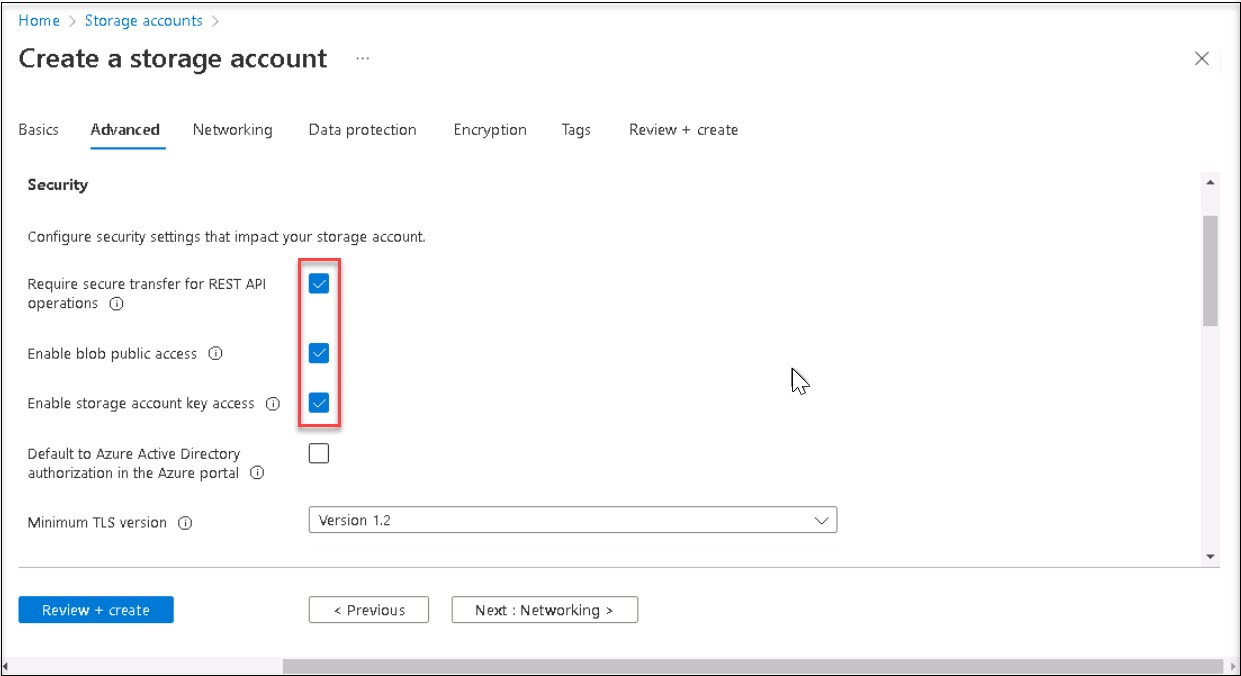 Home > Storage accounts >
Create a storage account ...
Basics Advanced Networking Data protection Encryption Tags Review + create
Security
Configure security settings that impact your storage account.
Require secure transfer for REST API
operations
Enable blob public access
Enable storage account key access
Default to Azure Active Directory
authorization in the Azure portal
Minimum TLS version Version 1.2
Review + create < Previous Next : Networking >